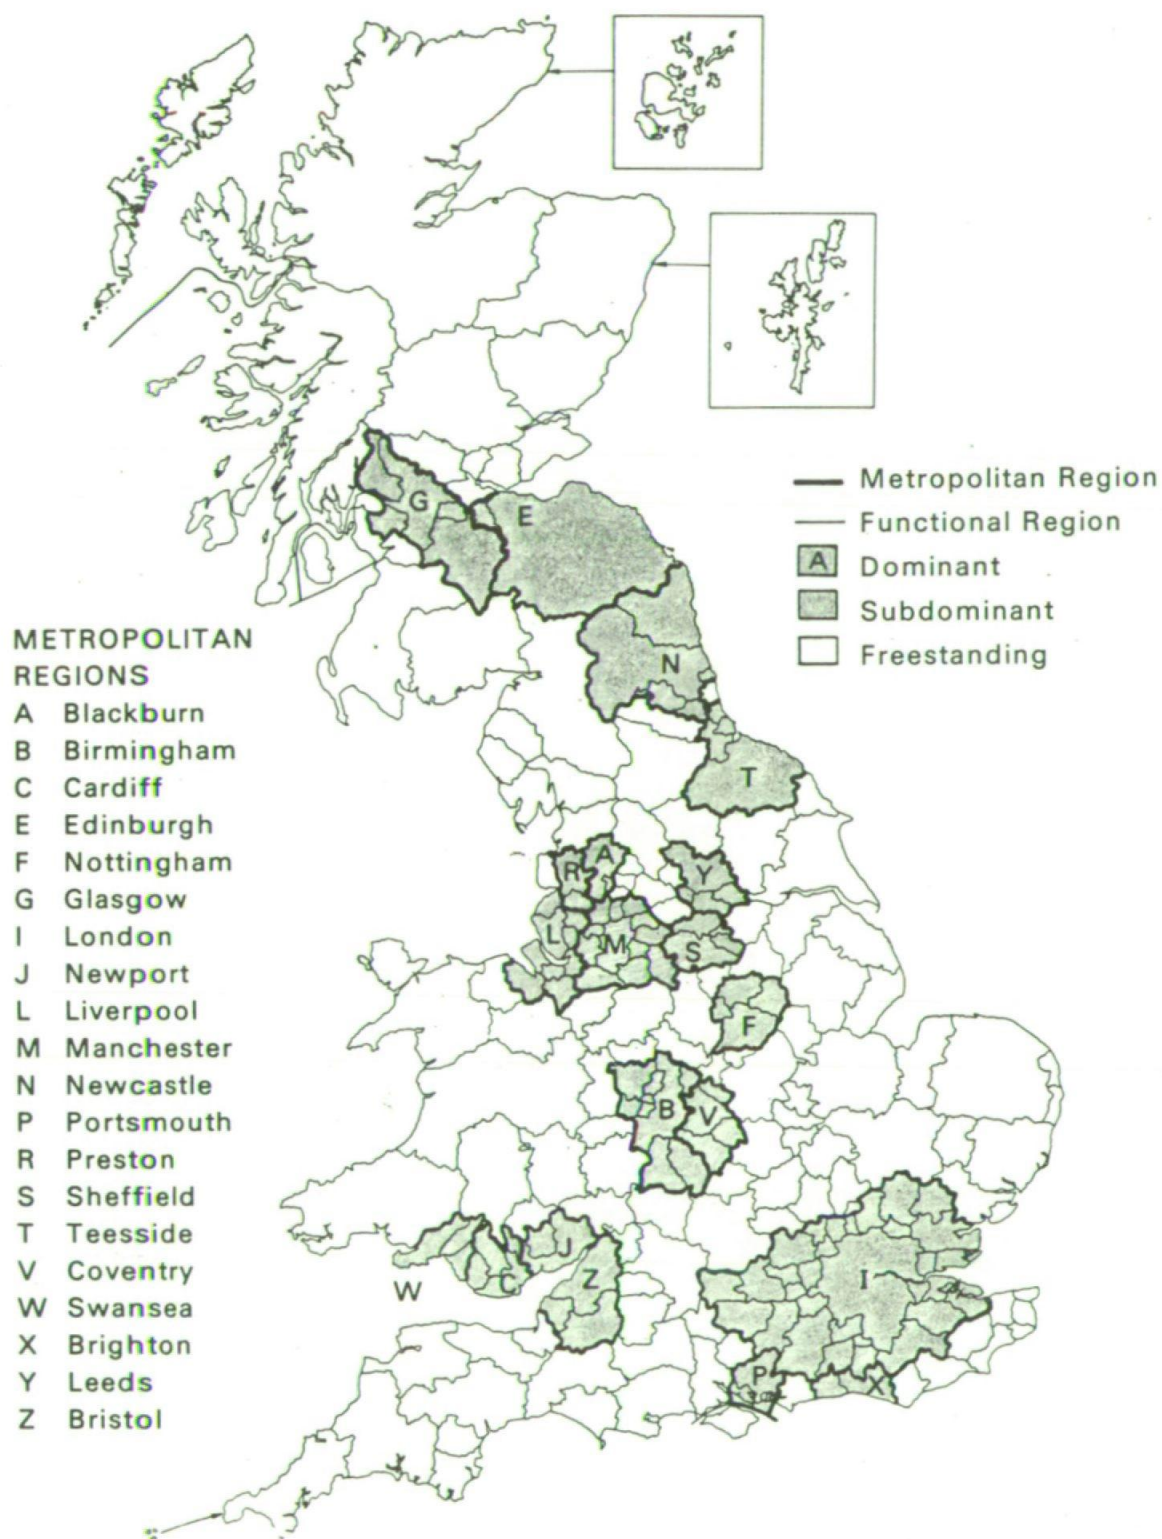 Metropolitan Region
Functional Region
A Dominant
Subdominant
Freestanding
METROPOLITAN
REGIONS
A Blackburn
B Birmingham
C Cardiff
E Edinburgh
F Nottingham
G Glasgow
I London
J Newport
L Liverpool
M Manchester
N Newcastle
P Portsmouth
R Preston
S Sheffield
T Teesside
V Coventry
W Swansea
X Brighton
Y Leeds
Z Bristol
G
E
N
T
R
A
Y
L
M
S
F
B
V
J
W
C
Z
I
P
X